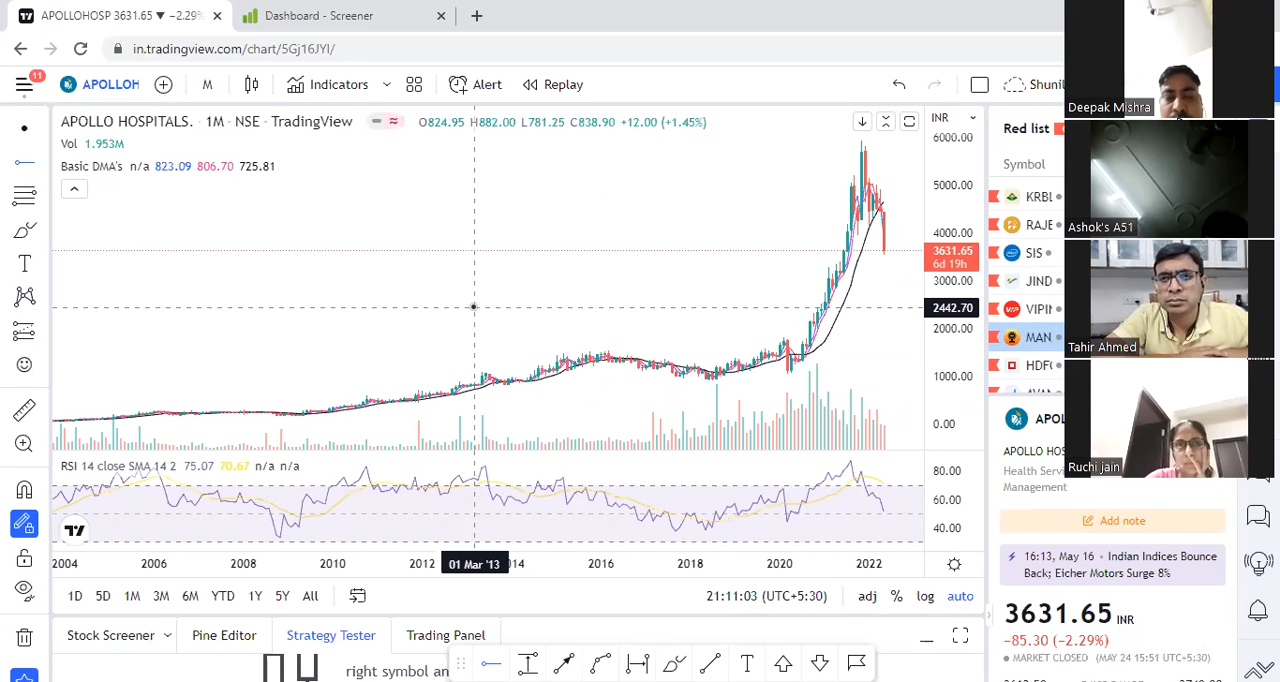 APOLLOHOSP 3631.65 ▼ −2.29%
Dashboard - Screener
in.tradingview.com/chart/5Gj16JYI/
11
APOLLOH
M
Indicators
Alert
Replay
Shunil
APOLLO HOSPITALS. · 1M · NSE · TradingView
O824.95 H882.00 L781.25 C838.90 +12.00 (+1.45%)
Vol 1.953M
Basic DMA's n/a 823.09 806.70 725.81
INR
6000.00
5000.00
4000.00
3631.65
6d 19h
3000.00
2442.70
2000.00
1000.00
0.00
RSI 14 close SMA 14 2 75.07 70.67 n/a n/a
80.00
60.00
40.00
2004 2006 2008 2010 2012 01 Mar '13 014 2016 2018 2020 2022
1D 5D 1M 3M 6M YTD 1Y 5Y All
21:11:03 (UTC+5:30)
adj % log auto
Stock Screener
Pine Editor
Strategy Tester
Trading Panel
right symbol an
Red list
Symbol
KRBL
RAJE
SIS
JIND
VIPIN
MAN
HDFC
AVAN
APOL
APOLLO HOS
Health Servi
Management
Add note
16:13, May 16 · Indian Indices Bounce
Back; Eicher Motors Surge 8%
3631.65 INR
−85.30 (−2.29%)
MARKET CLOSED (MAY 24 15:51 UTC+5:30)
Deepak Mishra
Ashok's A51
Tahir Ahmed
Ruchi jain